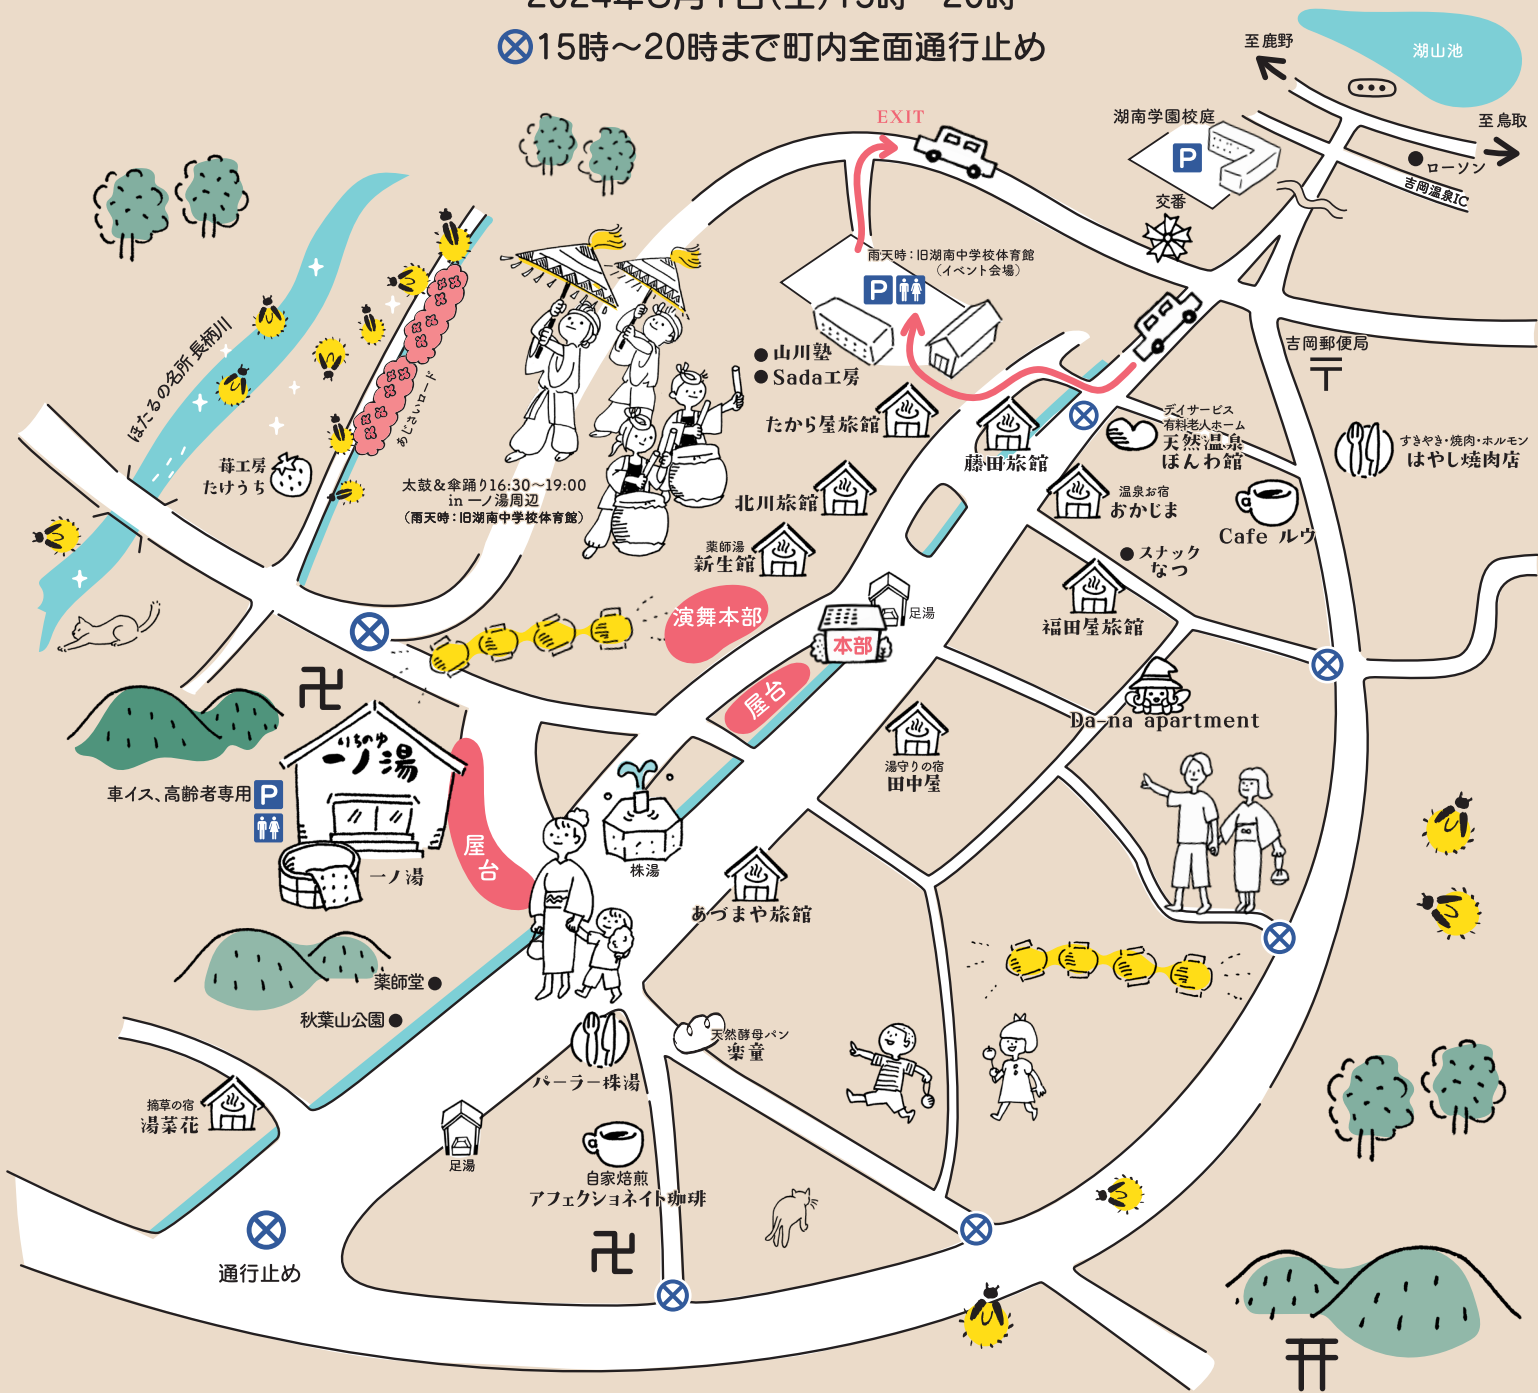 15時～20時まで町内全面通行止め
至鹿野
湖山池
EXIT
湖南学園校庭
P
至鳥取
ローソン
吉岡温泉IC
交番
雨天時：旧湖南中学校体育館
（イベント会場）
P
ほたるの名所 長柄川
あじさいロード
吉岡郵便局
山川塾
Sada工房
たから屋旅館
藤田旅館
デイサービス
有料老人ホーム
天然温泉
ほんわ館
すきやき・焼肉・ホルモン
はやし焼肉店
苺工房
たけうち
太鼓＆傘踊り16:30～19:00
in 一ノ湯周辺
（雨天時：旧湖南中学校体育館）
北川旅館
温泉お宿
おかじま
Cafe ルウ
薬師湯
新生館
スナック
なつ
足湯
演舞本部
本部
福田屋旅館
屋台
Da-na apartment
いちのゆ
一ノ湯
湯守りの宿
田中屋
車イス、高齢者専用
P
屋台
一ノ湯
株湯
あづまや旅館
薬師堂
秋葉山公園
天然酵母パン
楽童
パーラー株湯
摘草の宿
湯菜花
足湯
自家焙煎
アフェクショネイト珈琲
通行止め